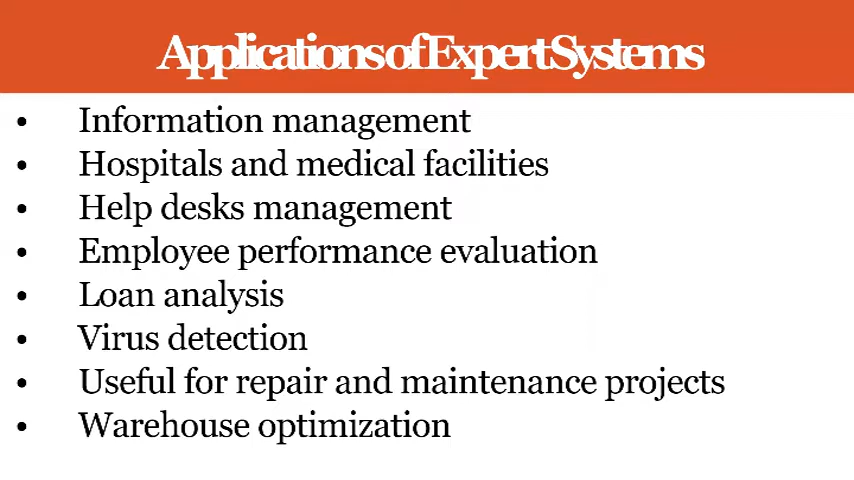 Applications of Expert Systems
• Information management
• Hospitals and medical facilities
• Help desks management
• Employee performance evaluation
• Loan analysis
• Virus detection
• Useful for repair and maintenance projects
• Warehouse optimization